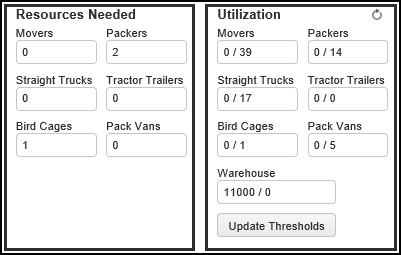 Resources Needed
Movers Packers
0 2
Straight Trucks Tractor Trailers
0 0
Bird Cages Pack Vans
1 0
Utilization
Movers Packers
0 / 39 0 / 14
Straight Trucks Tractor Trailers
0 / 17 0 / 0
Bird Cages Pack Vans
0 / 1 0 / 5
Warehouse
11000 / 0
Update Thresholds